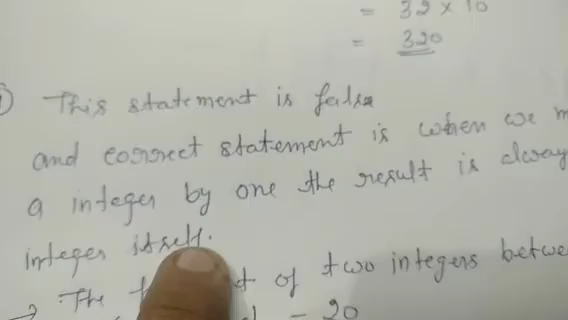 = 32 × 10
= 320
This statement is false
and correct statement is when we
a integer by one the result is
integer itself.
→ The of two integers
- 20